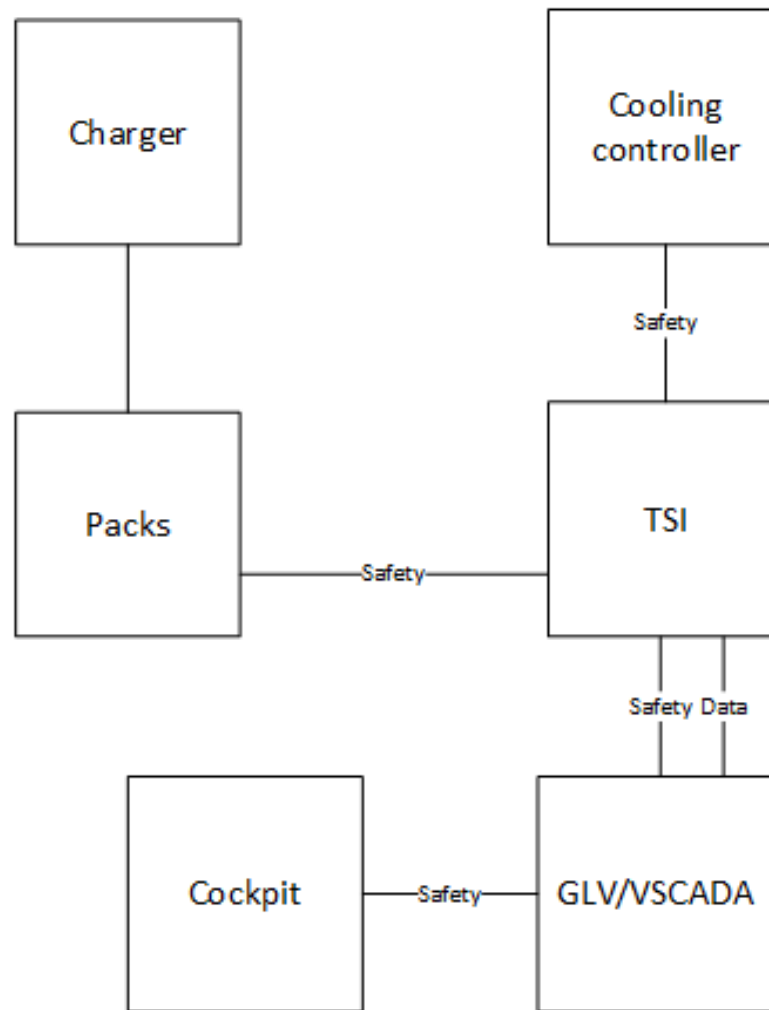 Charger
Cooling
controller
Safety
Packs
TSI
Safety
Safety Data
Cockpit
Safety
GLV/VSCADA